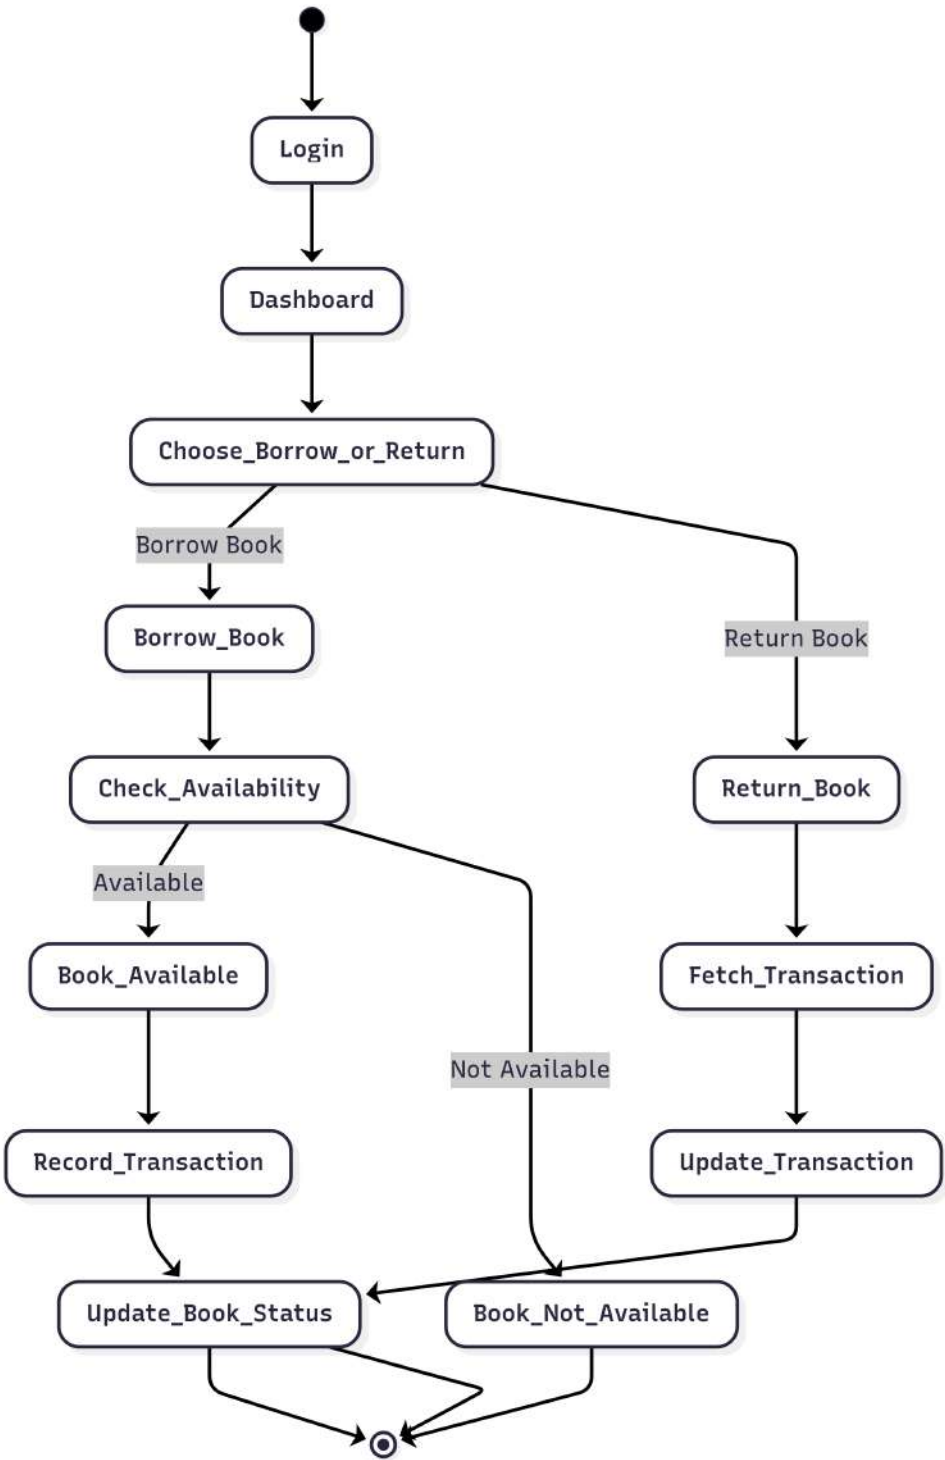 Login
Dashboard
Choose_Borrow_or_Return
Borrow Book
Borrow_Book
Return Book
Check_Availability
Return_Book
Available
Book_Available
Fetch_Transaction
Not Available
Record_Transaction
Update_Transaction
Update_Book_Status
Book_Not_Available